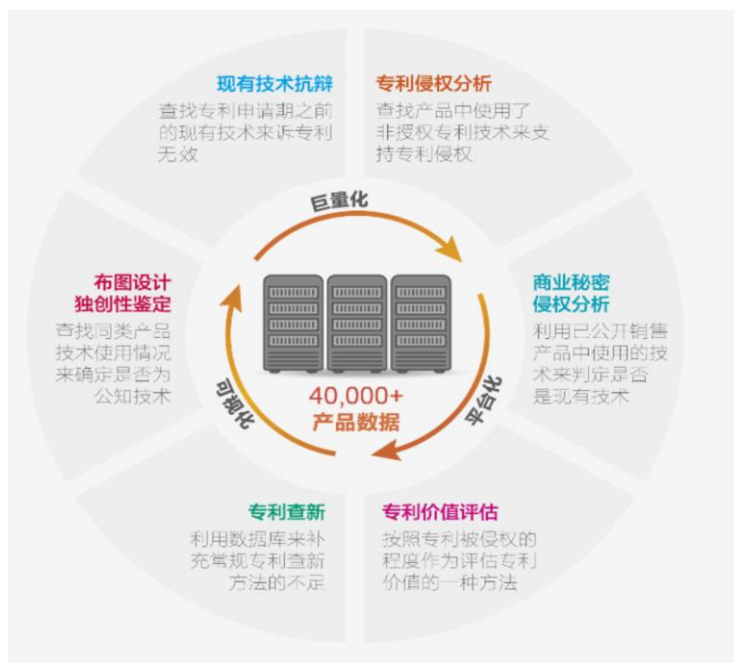 现有技术抗辩
查找专利申请期之前
的现有技术来诉专利
无效
专利侵权分析
查找产品中使用了
非授权专利技术来支
持专利侵权
巨量化
布图设计
独创性鉴定
查找同类产品
技术使用情况
来确定是否为
公知技术
商业秘密
侵权分析
利用已公开销售
产品中使用的技
术来判定是否
是现有技术
40,000+
产品数据
可视化
平台化
专利查新
利用数据库来补
充常规专利查新
方法的不足
专利价值评估
按照专利被侵权的
程度作为评估专利
价值的一种方法